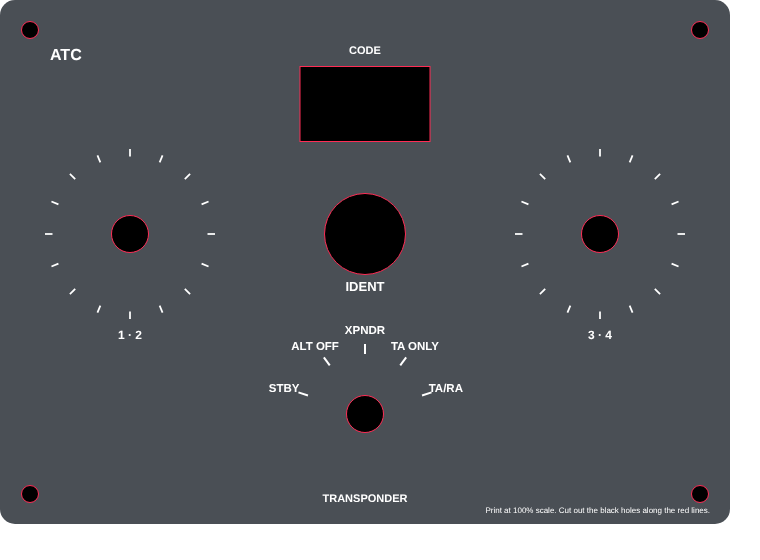 CODE
ATC
IDENT
XPNDR
1 · 2
3 · 4
ALT OFF
TA ONLY
STBY
TA/RA
TRANSPONDER
Print at 100% scale. Cut out the black holes along the red lines.